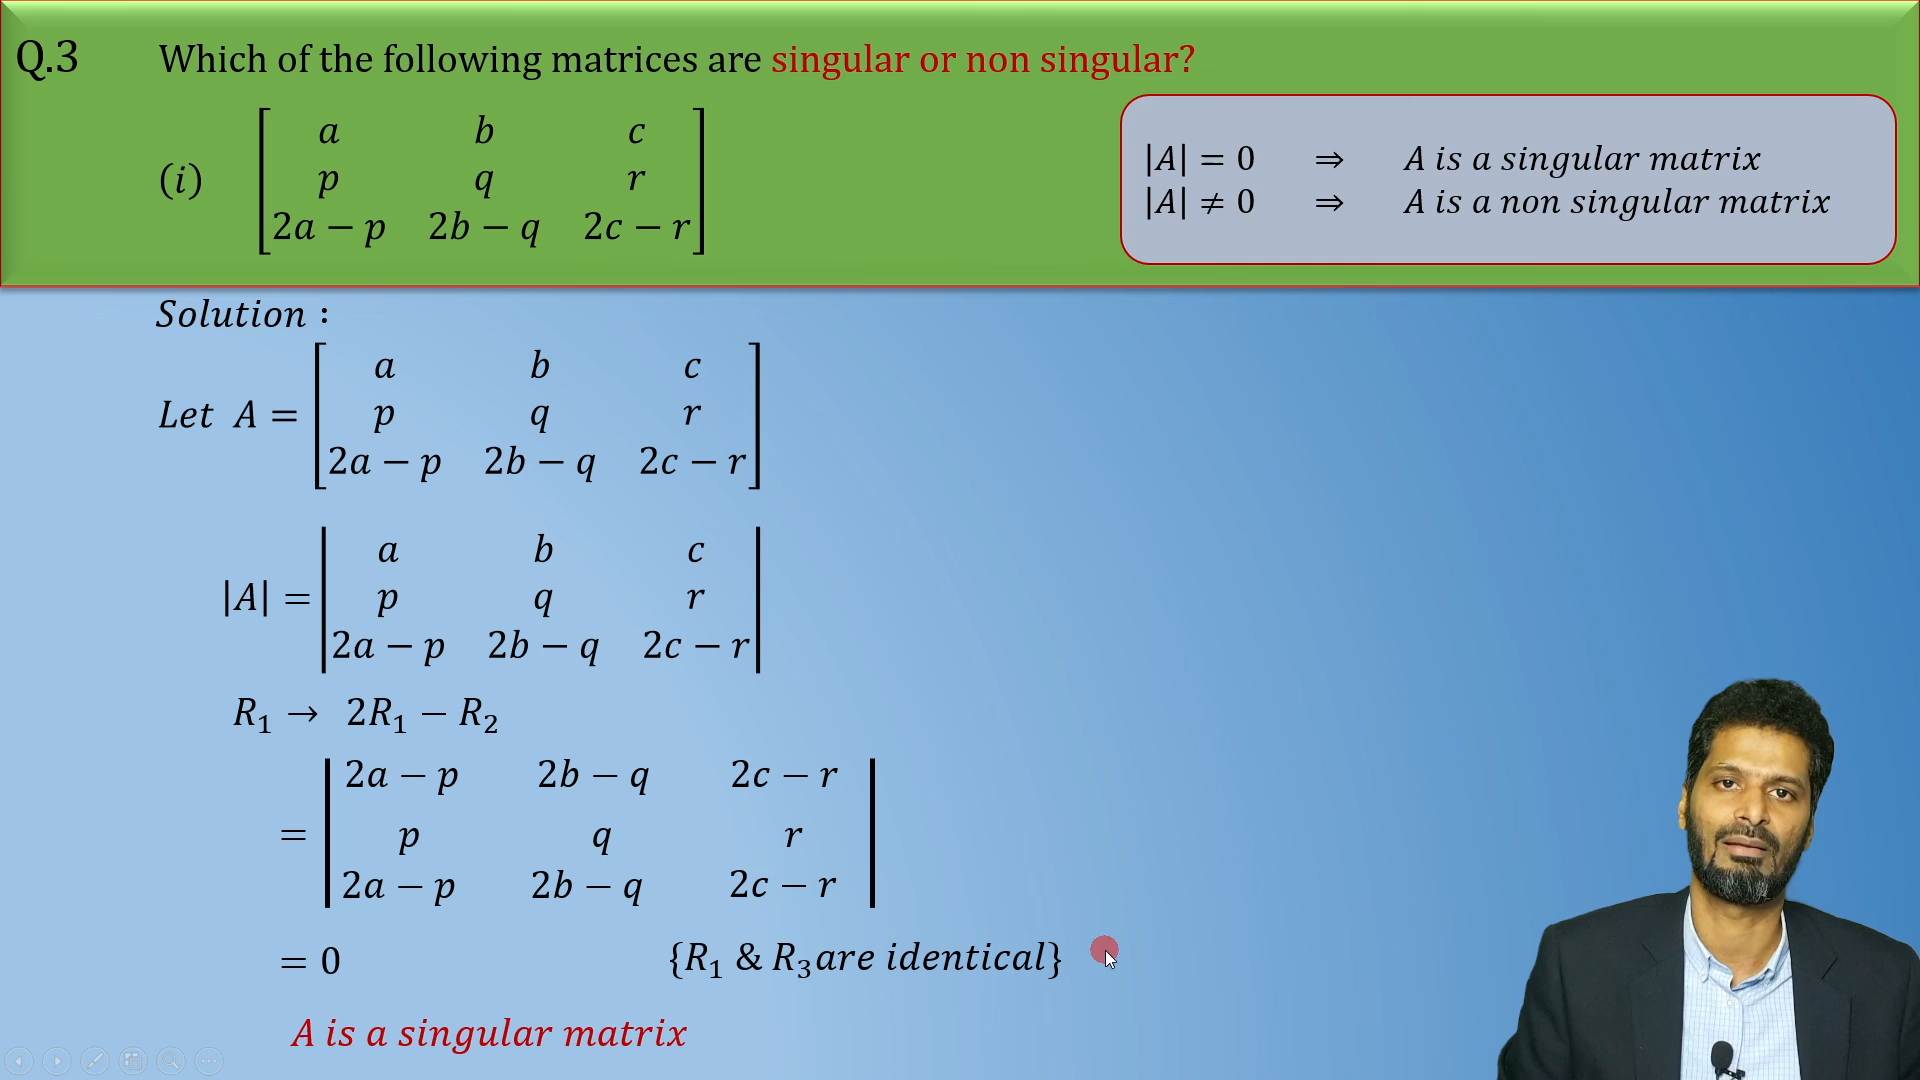 Q.3 Which of the following matrices are singular or non singular?
a b c
(i) p q r
2a − p 2b − q 2c − r
|A| = 0 ⇒ A is a singular matrix
|A| ≠ 0 ⇒ A is a non singular matrix
Solution :
a b c
Let A = p q r
2a − p 2b − q 2c − r
a b c
|A| = p q r
2a − p 2b − q 2c − r
R₁ → 2R₁ − R₂
2a − p 2b − q 2c − r
= p q r
2a − p 2b − q 2c − r
= 0 {R₁ & R₃are identical}
A is a singular matrix